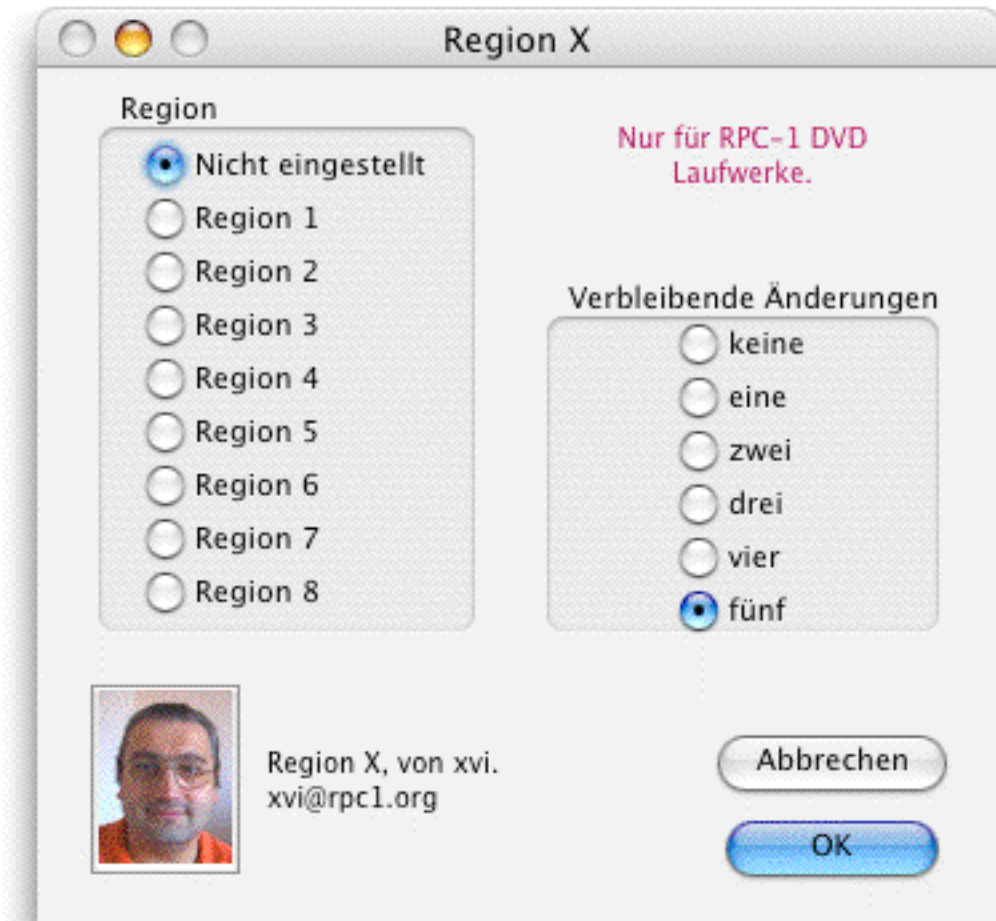 Region X
Region
Nicht eingestellt
Region 1
Region 2
Region 3
Region 4
Region 5
Region 6
Region 7
Region 8
Nur für RPC-1 DVD
Laufwerke.
Verbleibende Änderungen
keine
eine
zwei
drei
vier
fünf
Region X, von xvi.
xvi@rpc1.org
Abbrechen
OK